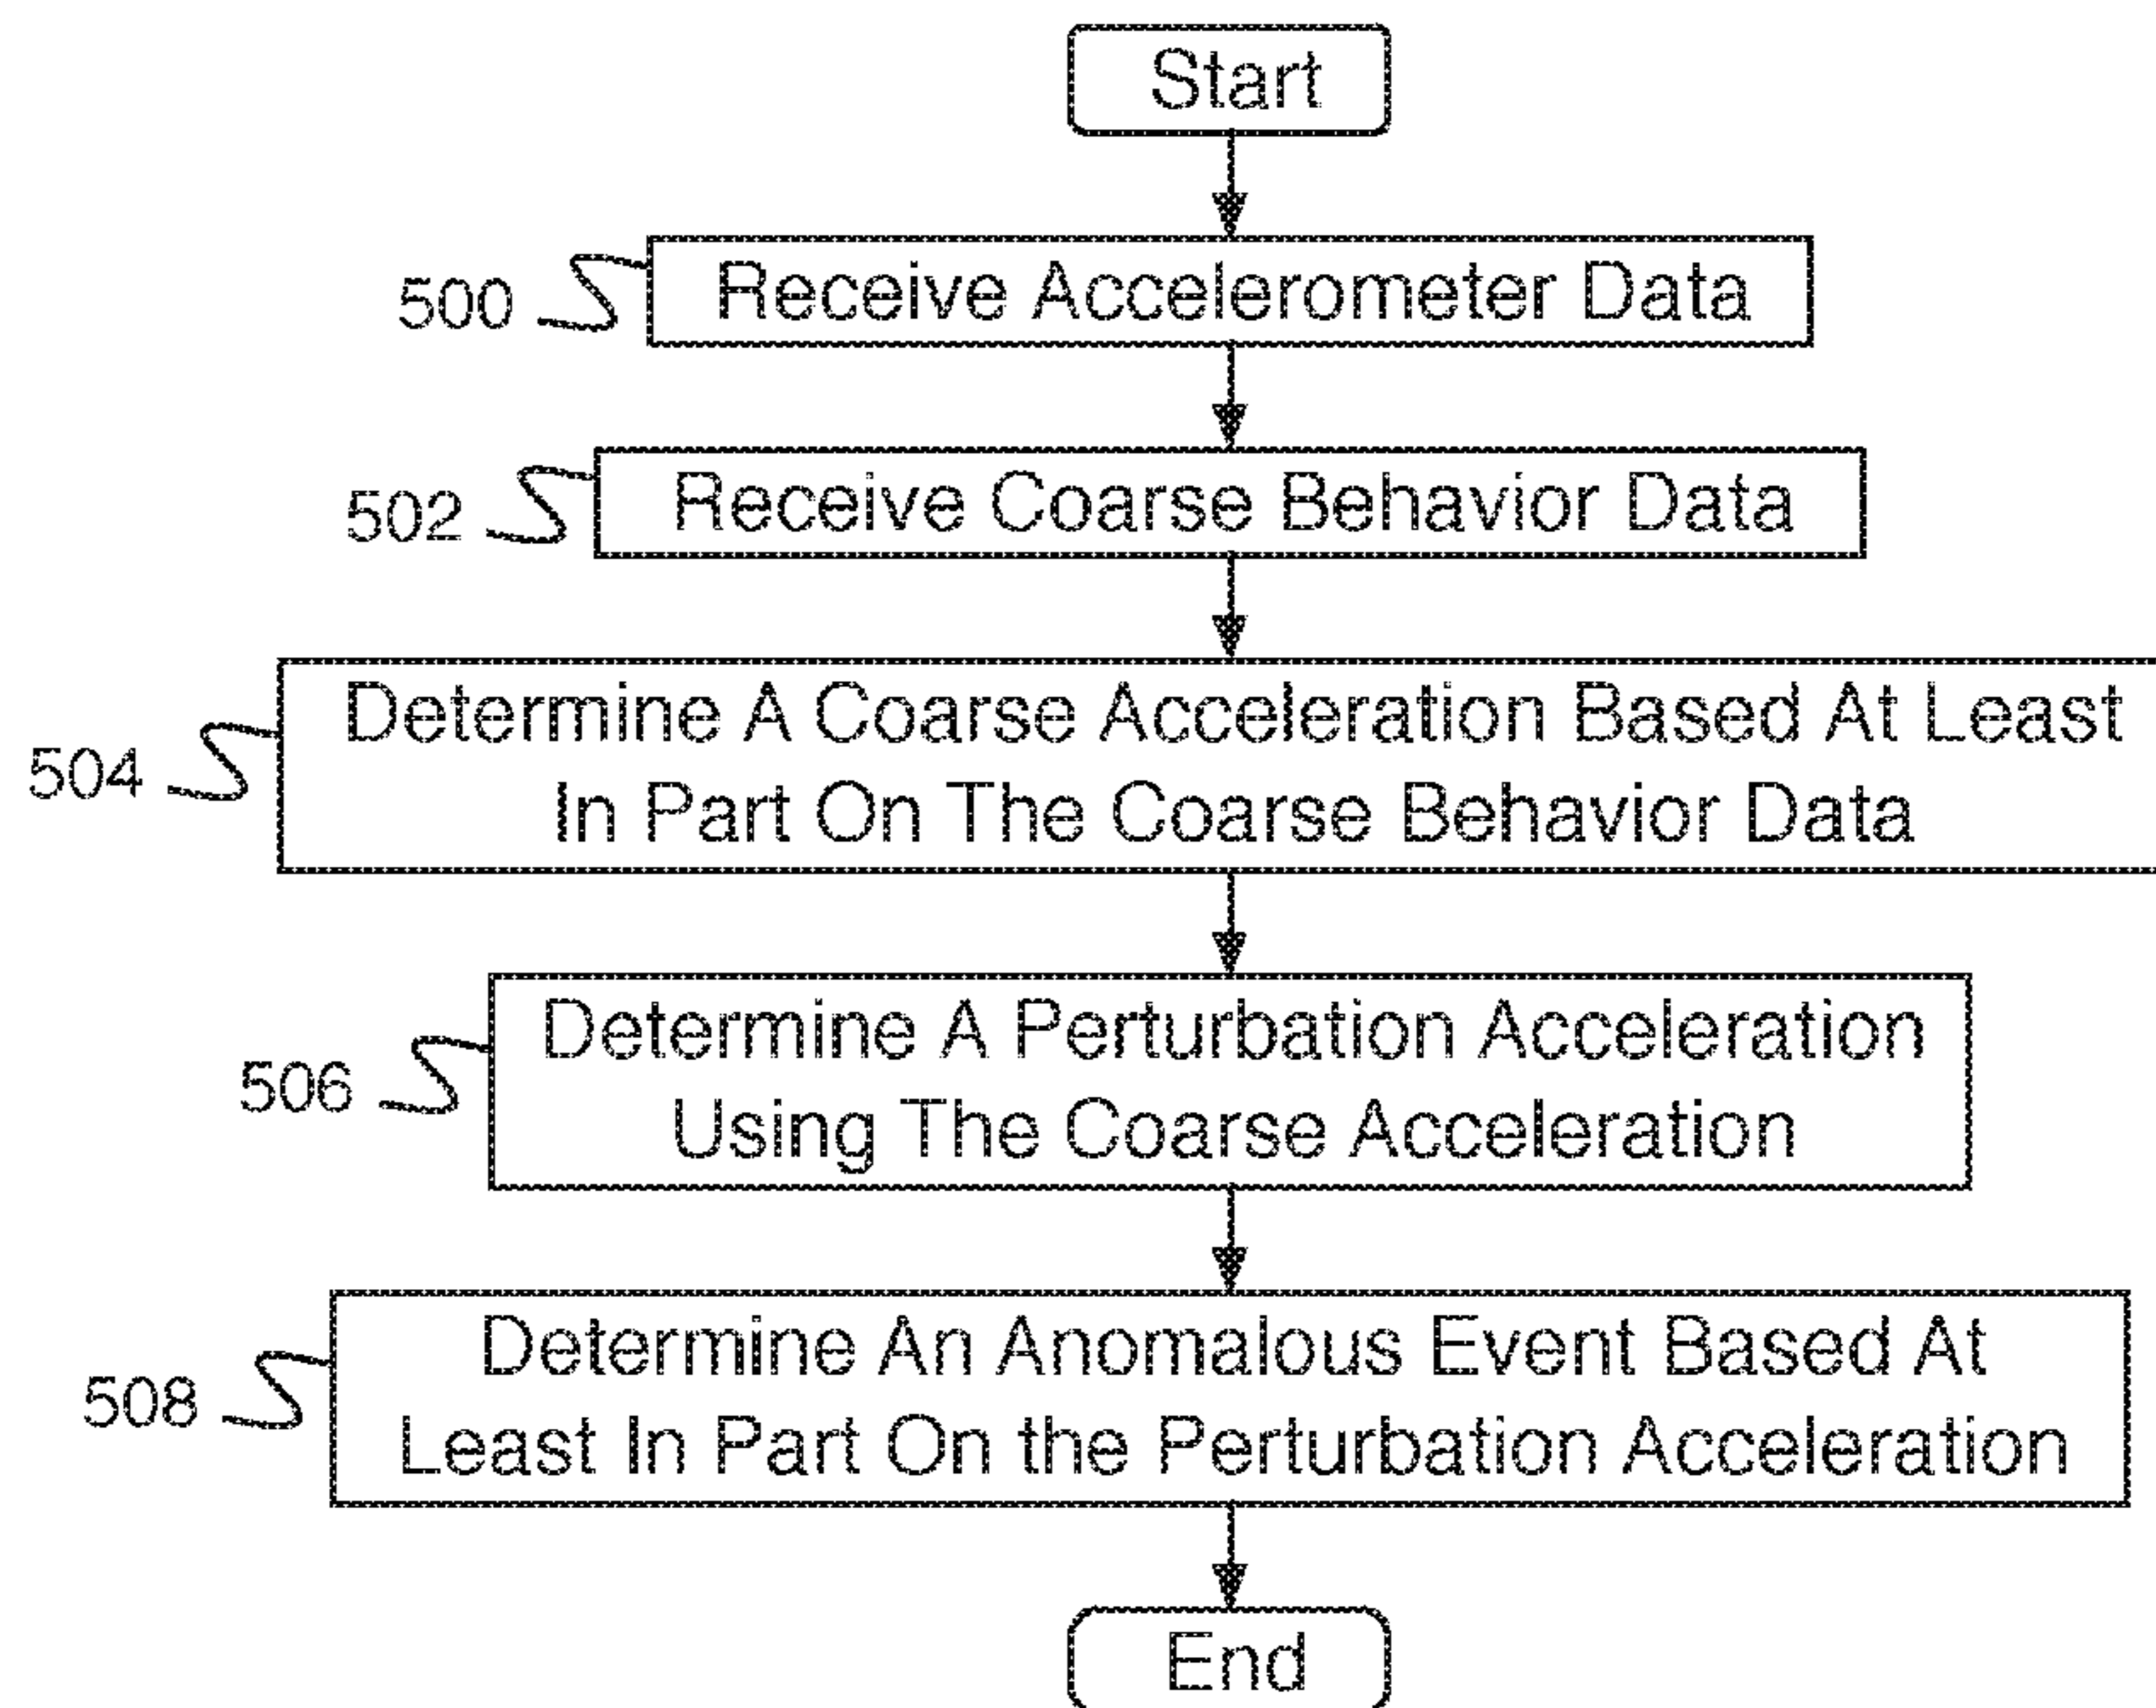 Start
500
Receive Accelerometer Data
502
Receive Coarse Behavior Data
504
Determine A Coarse Acceleration Based At Least
In Part On The Coarse Behavior Data
506
Determine A Perturbation Acceleration
Using The Coarse Acceleration
508
Determine An Anomalous Event Based At
Least In Part On the Perturbation Acceleration
End